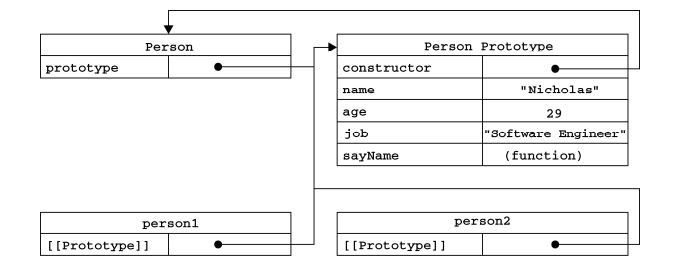 Person
prototype
Person Prototype
constructor
name "Nicholas"
age 29
job "Software Engineer"
sayName (function)
person1
[[Prototype]]
person2
[[Prototype]]